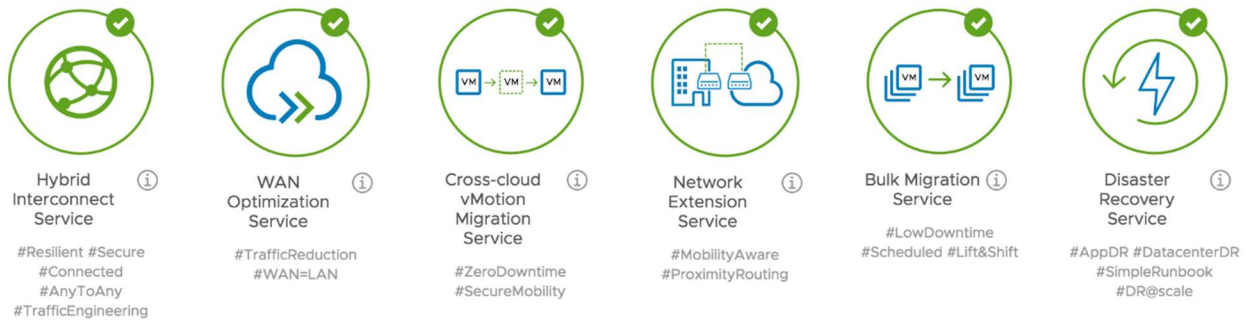 VM
VM
VM
VM
VM
Hybrid
Interconnect
Service
#Resilient #Secure
#Connected
#AnyToAny
#TrafficEngineering
WAN
Optimization
Service
#TrafficReduction
#WAN=LAN
Cross-cloud
vMotion
Migration
Service
#ZeroDowntime
#SecureMobility
Network
Extension
Service
#MobilityAware
#ProximityRouting
Bulk Migration
Service
#LowDowntime
#Scheduled #Lift&Shift
Disaster
Recovery
Service
#AppDR #DatacenterDR
#SimpleRunbook
#DR@scale